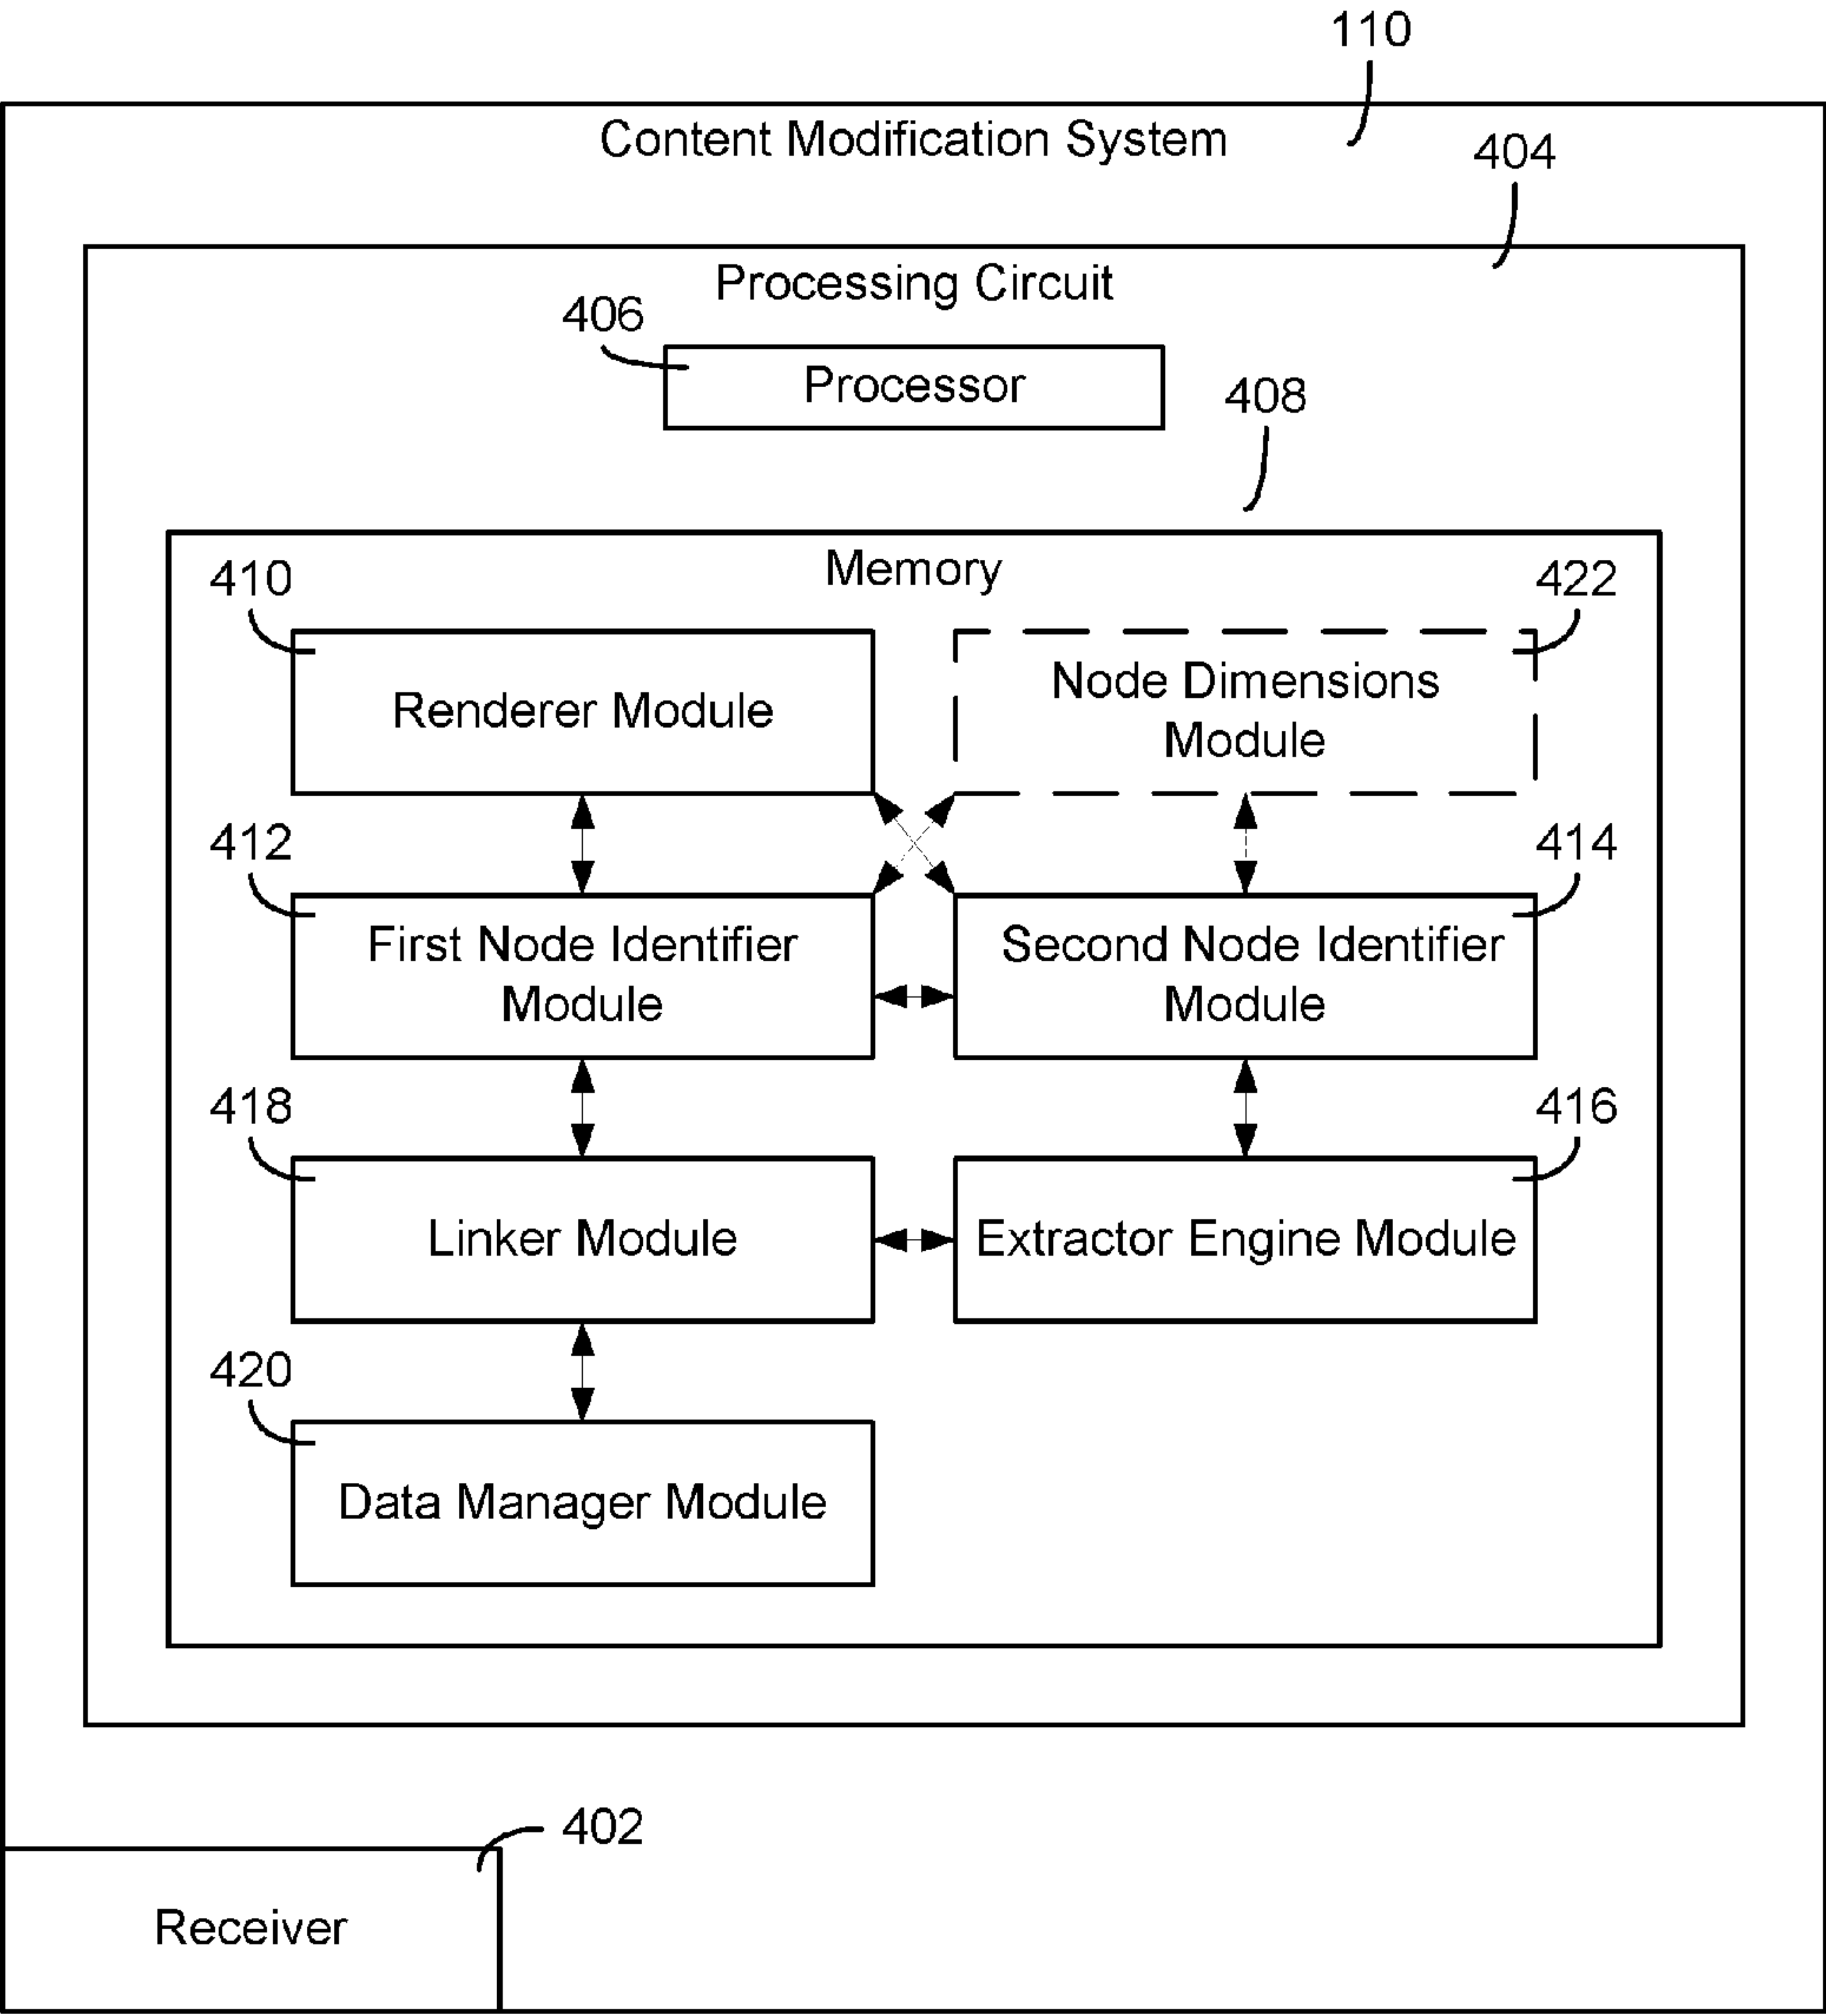 110
Content Modification System
404
Processing Circuit
406
Processor
408
Memory
410
422
Renderer Module
Node Dimensions
Module
412
414
First Node Identifier
Module
Second Node Identifier
Module
418
416
Linker Module
Extractor Engine Module
420
Data Manager Module
402
Receiver